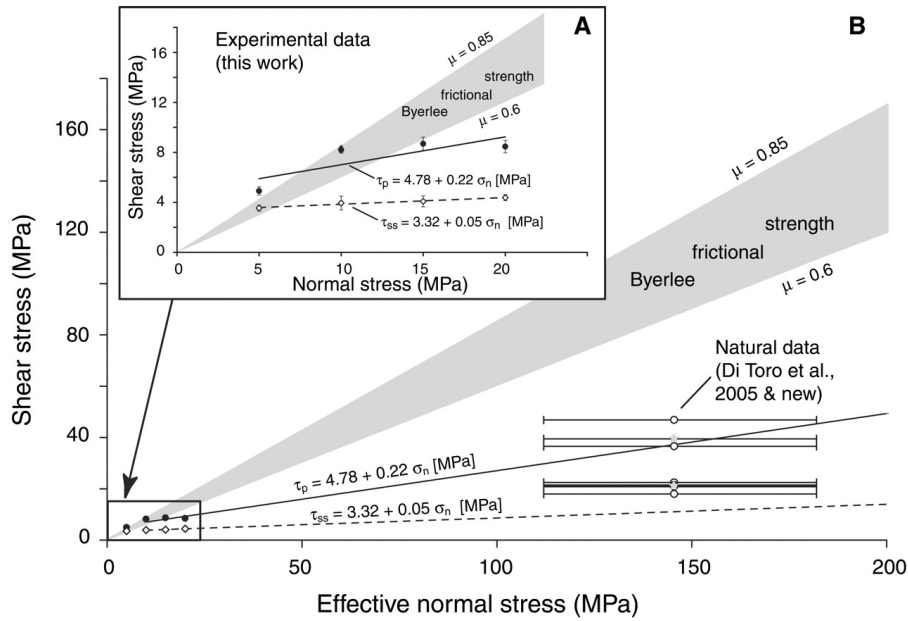 A
B
Experimental data
(this work)
Shear stress (MPa)
16
12
8
4
0
0
5
10
15
20
Normal stress (MPa)
μ = 0.85
strength
frictional
Byerlee
μ = 0.6
τp = 4.78 + 0.22 σn [MPa]
τss = 3.32 + 0.05 σn [MPa]
Shear stress (MPa)
160
120
80
40
0
μ = 0.85
strength
frictional
Byerlee
μ = 0.6
Natural data
(Di Toro et al.,
2005 & new)
τp = 4.78 + 0.22 σn [MPa]
τss = 3.32 + 0.05 σn [MPa]
50
100
150
200
Effective normal stress (MPa)